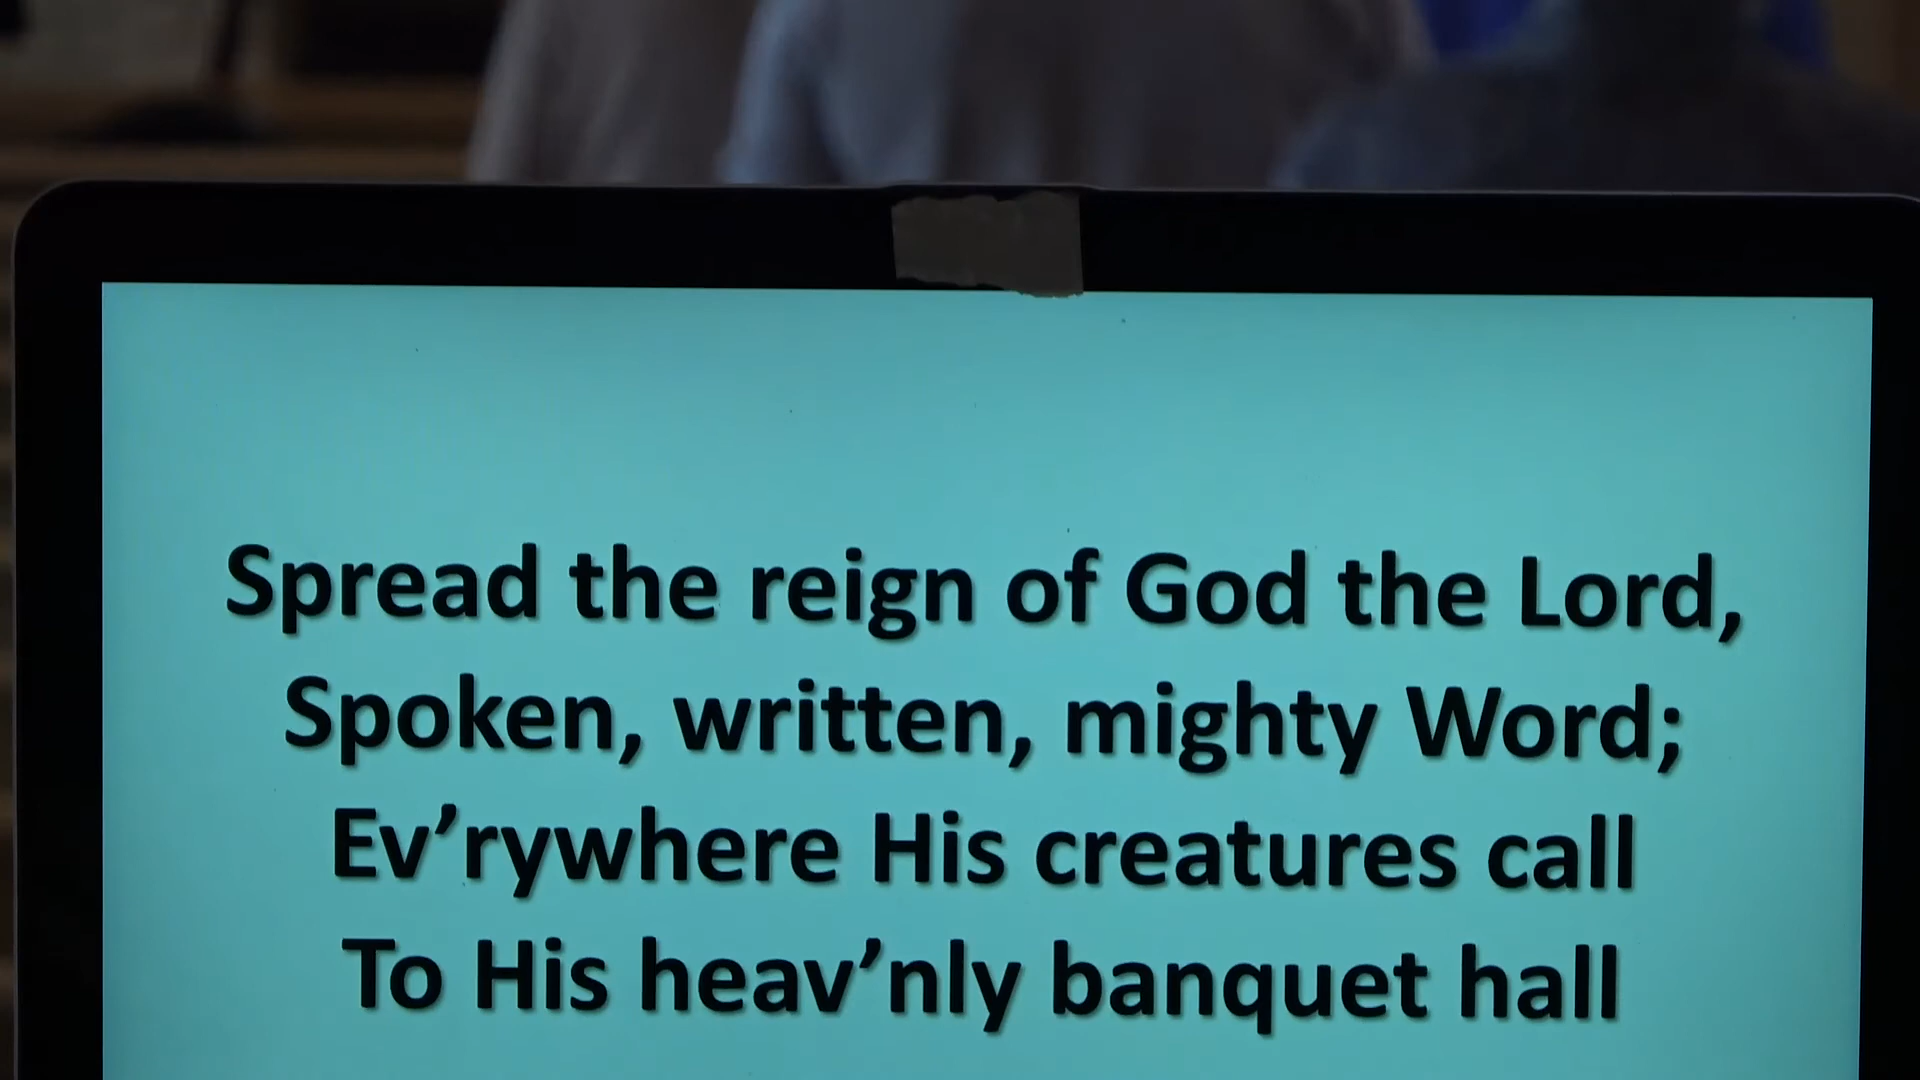 Spread the reign of God the Lord,
Spoken, written, mighty Word;
Ev’rywhere His creatures call
To His heav’nly banquet hall